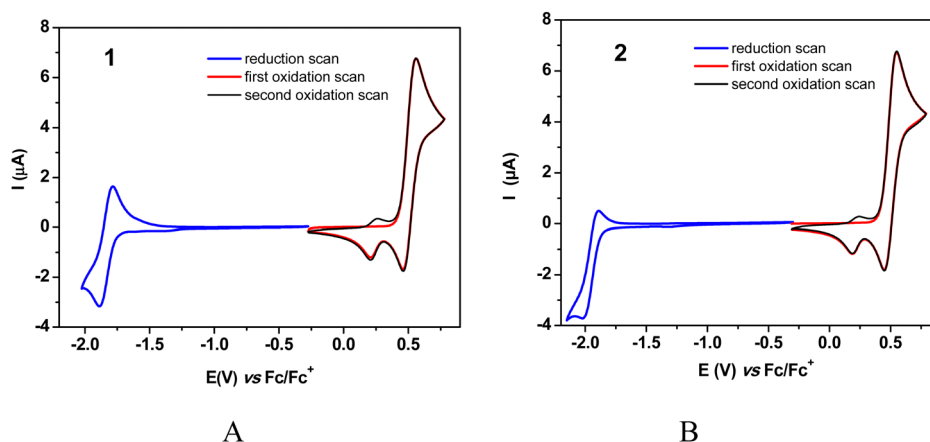 1
reduction scan
first oxidation scan
second oxidation scan
I (μA)
8
6
4
2
0
-2
-4
-2.0 -1.5 -1.0 -0.5 0.0 0.5
E(V) vs Fc/Fc+
A
2
reduction scan
first oxidation scan
second oxidation scan
I (μA)
8
6
4
2
0
-2
-4
-2.0 -1.5 -1.0 -0.5 0.0 0.5
E (V) vs Fc/Fc+
B